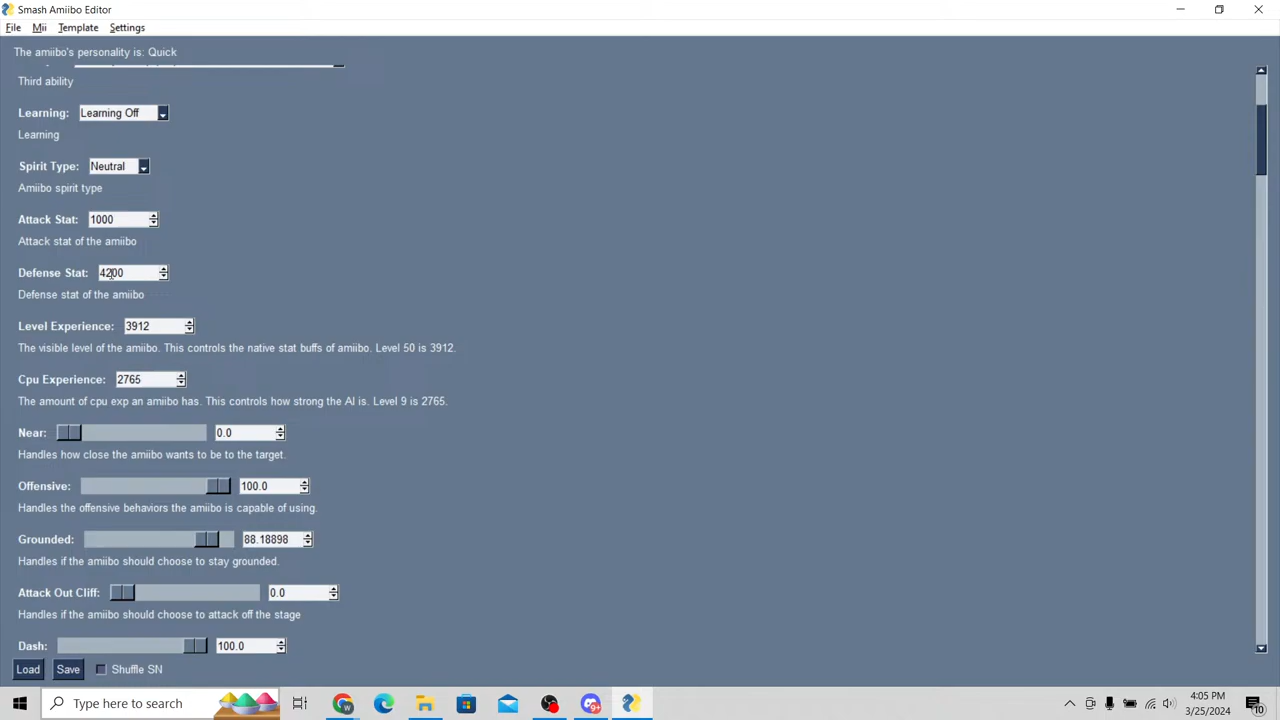 Smash Amiibo Editor
File Mii Template Settings
The amiibo's personality is: Quick
Third ability
Learning: Learning Off
Learning
Spirit Type: Neutral
Amiibo spirit type
Attack Stat: 1000
Attack stat of the amiibo
Defense Stat: 4200
Defense stat of the amiibo
Level Experience: 3912
The visible level of the amiibo. This controls the native stat buffs of amiibo. Level 50 is 3912.
Cpu Experience: 2765
The amount of cpu exp an amiibo has. This controls how strong the AI is. Level 9 is 2765.
Near: 0.0
Handles how close the amiibo wants to be to the target.
Offensive: 100.0
Handles the offensive behaviors the amiibo is capable of using.
Grounded: 88.18898
Handles if the amiibo should choose to stay grounded.
Attack Out Cliff: 0.0
Handles if the amiibo should choose to attack off the stage
Dash: 100.0
Load Save Shuffle SN
Type here to search
W
9+
4:05 PM
3/25/2024
10